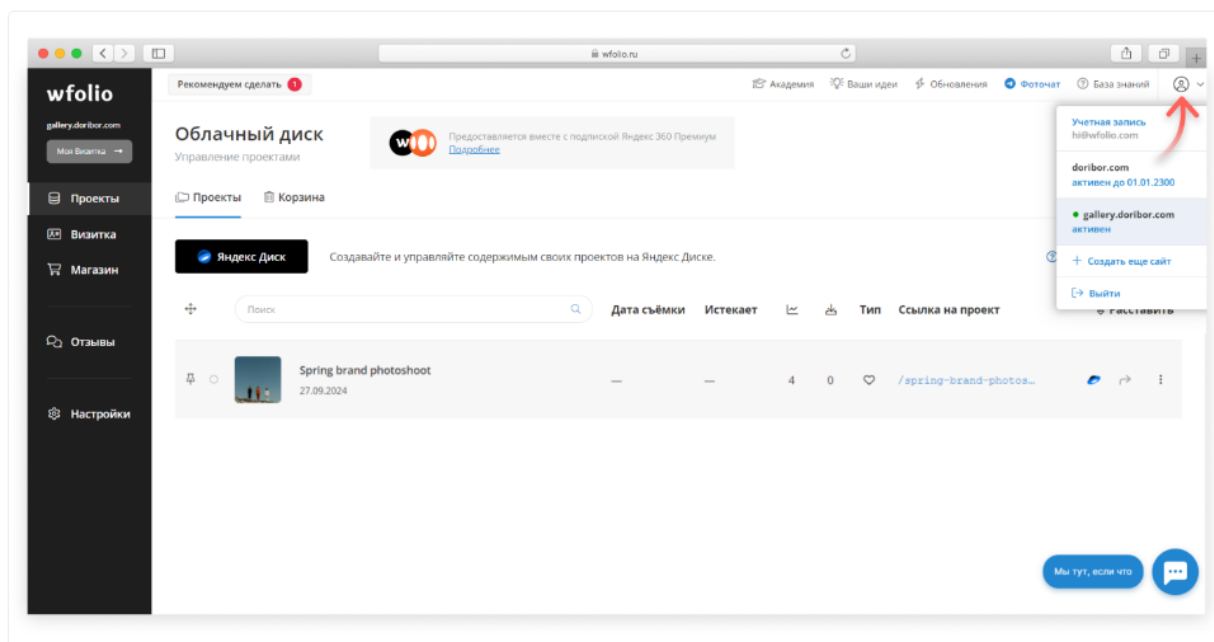 wfolio.ru
wfolio
gallery.doribor.com
Моя Визитка →
Проекты
Визитка
Магазин
Отзывы
Настройки
Рекомендуем сделать 1
Академия
Ваши идеи
Обновления
Фоточат
База знаний
Облачный диск
Управление проектами
w
Предоставляется вместе с подпиской Яндекс 360 Премиум
Подробнее
Учетная запись
hi@wfolio.com
doribor.com
активен до 01.01.2300
gallery.doribor.com
активен
+ Создать еще сайт
Выйти
Проекты
Корзина
Яндекс Диск
Создавайте и управляйте содержимым своих проектов на Яндекс Диске.
Поиск
Дата съёмки
Истекает
Тип
Ссылка на проект
Расставить
Spring brand photoshoot
27.09.2024
—
—
4
0
/spring-brand-photos…
Мы тут, если что